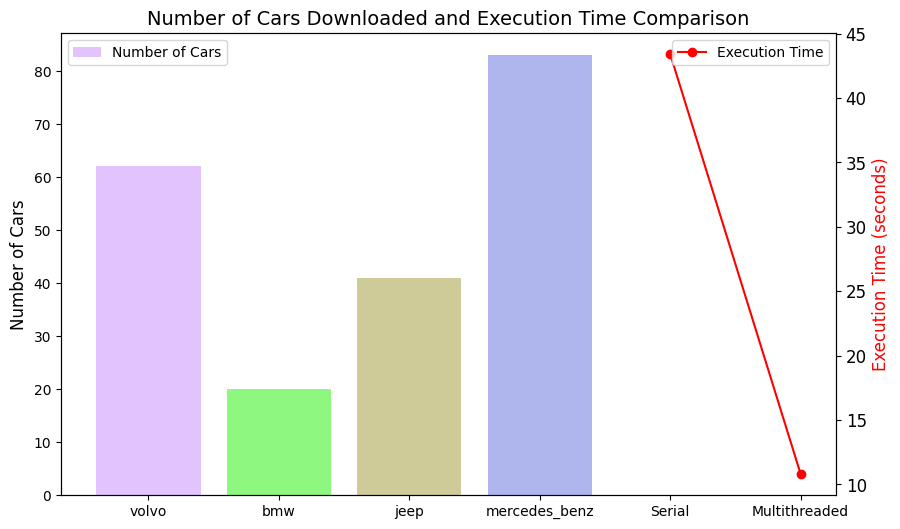 Number of Cars Downloaded and Execution Time Comparison
Number of Cars
Execution Time
Number of Cars
80
70
60
50
40
30
20
10
0
45
40
35
30
25
20
15
10
Execution Time (seconds)
volvo
bmw
jeep
mercedes_benz
Serial
Multithreaded